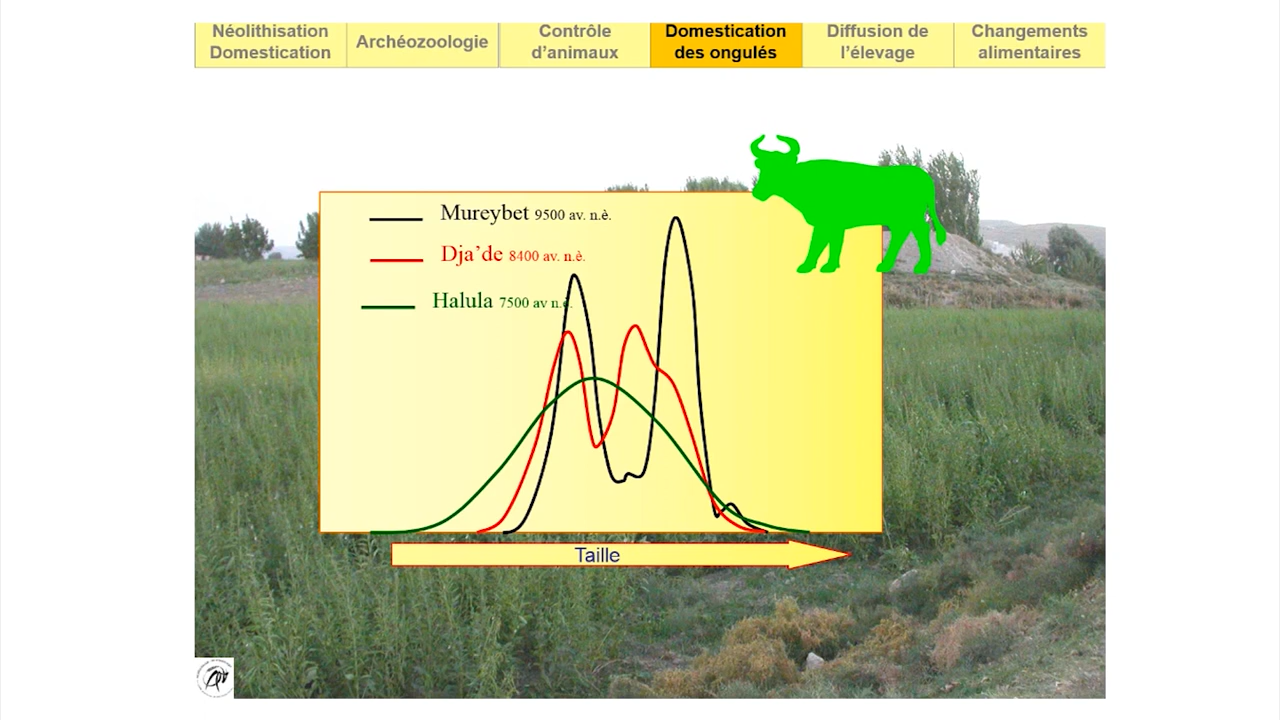 Néolithisation
Domestication
Archéozoologie
Contrôle
d'animaux
Domestication
des ongulés
Diffusion de
l'élevage
Changements
alimentaires
Mureybet 9500 av. n.è.
Dja'de 8400 av. n.è.
Halula 7500 av n.è.
Taille